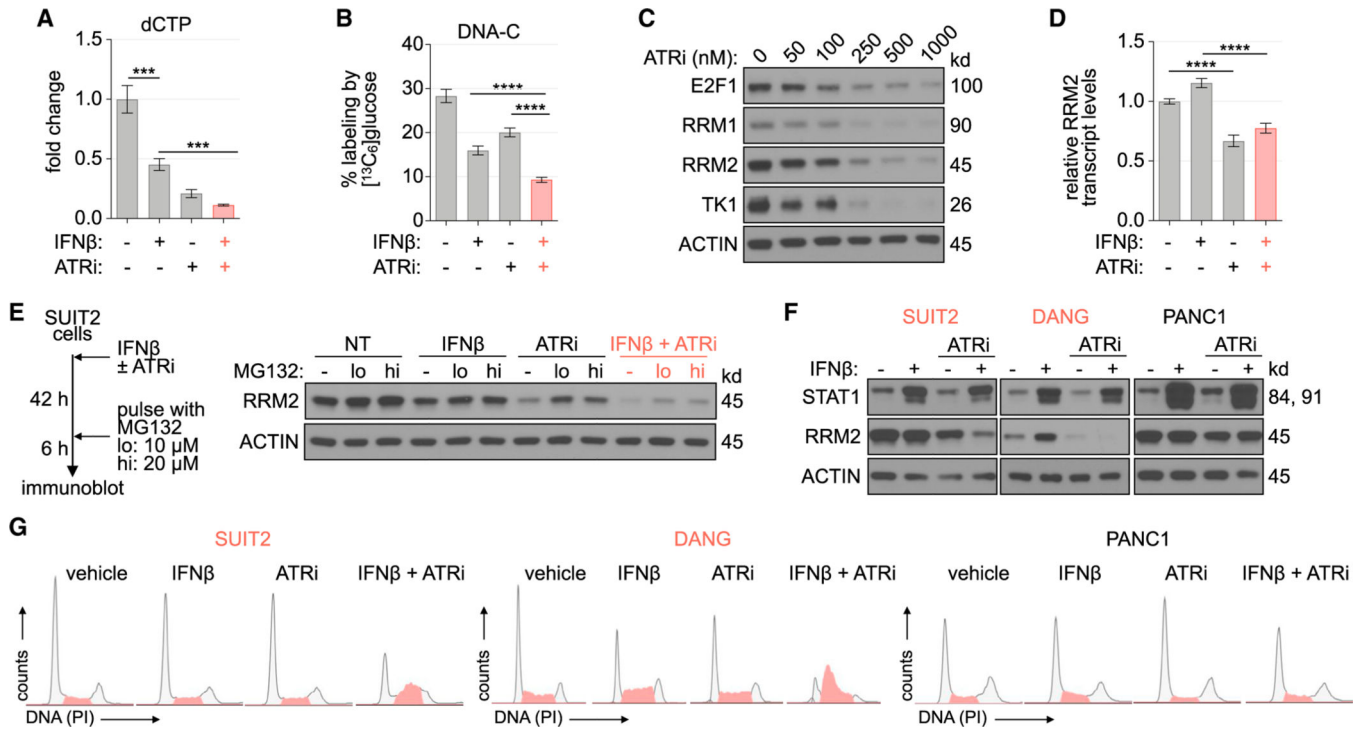 A
dCTP
fold change
1.0
0.5
0.0
***
***
IFNβ: - + - +
ATRi: - - + +
B
DNA-C
% labeling by
[¹³C₆]glucose
40
30
20
10
0
****
****
IFNβ: - + - +
ATRi: - - + +
C
ATRi (nM): 0 50 100 250 500 1000 kd
E2F1 100
RRM1 90
RRM2 45
TK1 26
ACTIN 45
D
relative RRM2
transcript levels
1.5
1.0
0.5
0.0
****
****
IFNβ: - + - +
ATRi: - - + +
E
SUIT2
cells
IFNβ
± ATRi
42 h
pulse with
MG132
lo: 10 µM
hi: 20 µM
6 h
immunoblot
NT IFNβ ATRi IFNβ + ATRi
MG132: - lo hi - lo hi - lo hi - lo hi kd
RRM2 45
ACTIN 45
F
SUIT2 DANG PANC1
ATRi ATRi ATRi
IFNβ: - + - + - + - + - + - + kd
STAT1 84, 91
RRM2 45
ACTIN 45
G
SUIT2
vehicle IFNβ ATRi IFNβ + ATRi
counts
DNA (PI)
DANG
vehicle IFNβ ATRi IFNβ + ATRi
counts
DNA (PI)
PANC1
vehicle IFNβ ATRi IFNβ + ATRi
counts
DNA (PI)